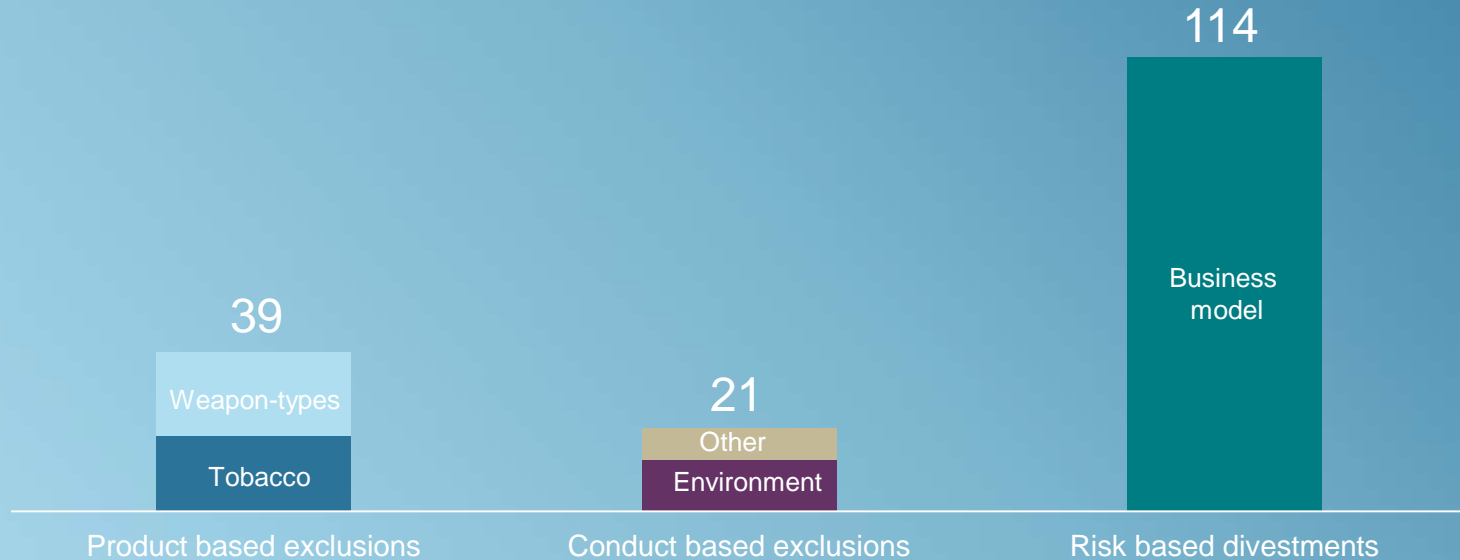 114
Business
model
39
Weapon-types
Tobacco
21
Other
Environment
Product based exclusions
Conduct based exclusions
Risk based divestments